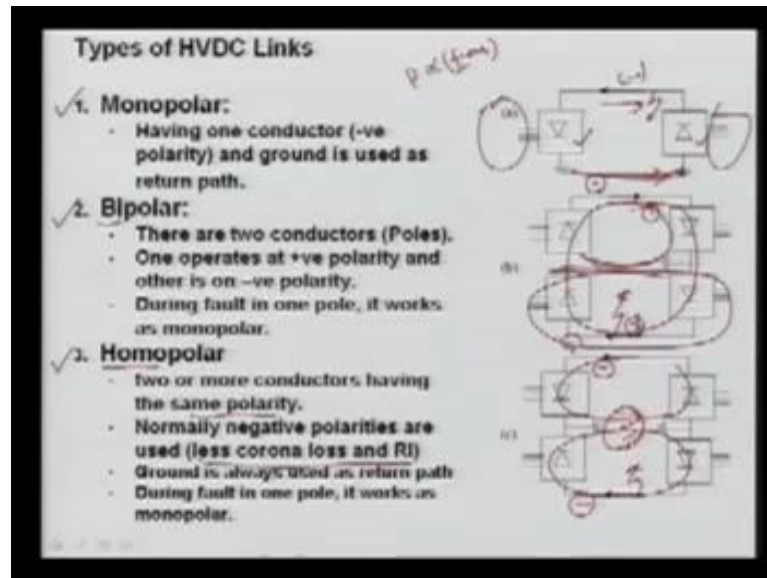 Types of HVDC Links
P ∝
1. Monopolar:
- Having one conductor (-ve
polarity) and ground is used as
return path.
2. Bipolar:
- There are two conductors (Poles).
- One operates at +ve polarity and
other is on –ve polarity.
- During fault in one pole, it works
as monopolar.
3. Homopolar
- two or more conductors having
the same polarity.
- Normally negative polarities are
used (less corona loss and RI)
- Ground is always used as return path
- During fault in one pole, it works as
monopolar.
(a)
(b)
(c)